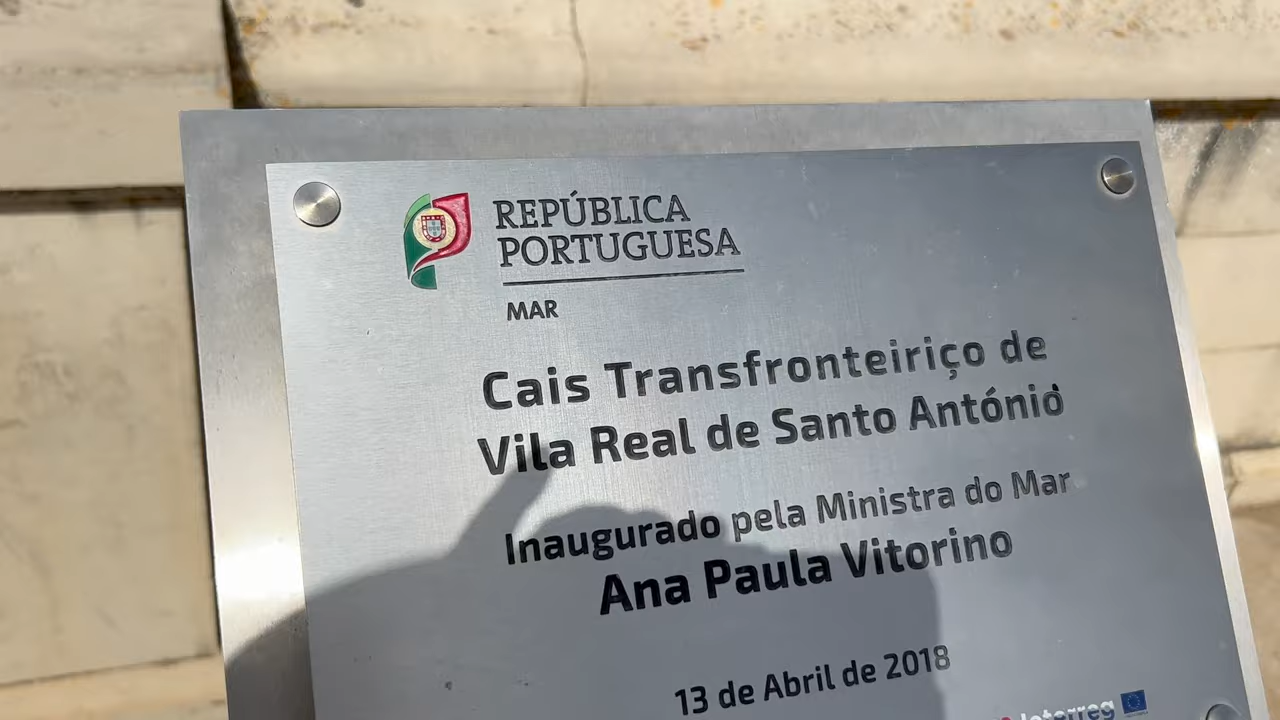 REPÚBLICA
PORTUGUESA
MAR
Cais Transfronteiriço de
Vila Real de Santo António
Inaugurado pela Ministra do Mar
Ana Paula Vitorino
13 de Abril de 2018
Interreg